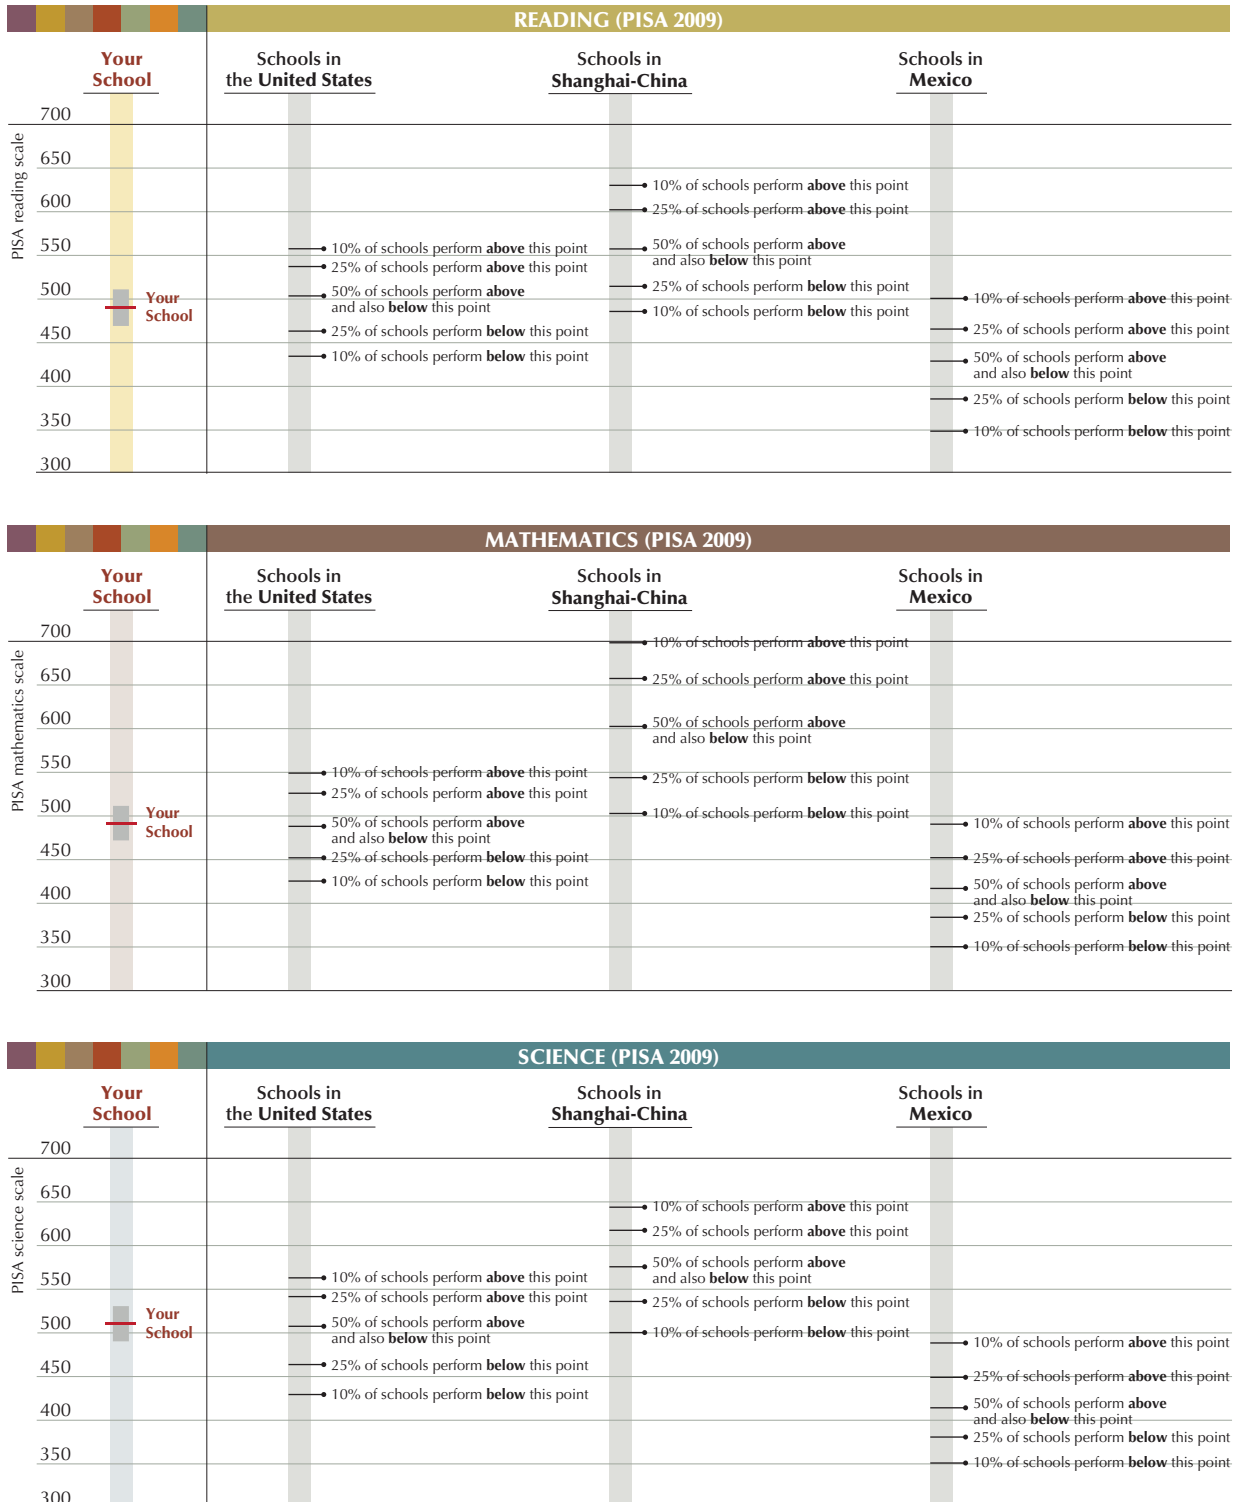 READING (PISA 2009)
Your
School
Schools in
the United States
Schools in
Shanghai-China
Schools in
Mexico
PISA reading scale
700
650
600
550
500
450
400
350
300
Your
School
10% of schools perform above this point
25% of schools perform above this point
50% of schools perform above
and also below this point
25% of schools perform below this point
10% of schools perform below this point
10% of schools perform above this point
25% of schools perform above this point
50% of schools perform above
and also below this point
25% of schools perform below this point
10% of schools perform below this point
10% of schools perform above this point
25% of schools perform above this point
50% of schools perform above
and also below this point
25% of schools perform below this point
10% of schools perform below this point
MATHEMATICS (PISA 2009)
Your
School
Schools in
the United States
Schools in
Shanghai-China
Schools in
Mexico
PISA mathematics scale
700
650
600
550
500
450
400
350
300
Your
School
10% of schools perform above this point
25% of schools perform above this point
50% of schools perform above
and also below this point
25% of schools perform below this point
10% of schools perform below this point
10% of schools perform above this point
25% of schools perform above this point
50% of schools perform above
and also below this point
25% of schools perform below this point
10% of schools perform below this point
10% of schools perform above this point
25% of schools perform above this point
50% of schools perform above
and also below this point
25% of schools perform below this point
10% of schools perform below this point
SCIENCE (PISA 2009)
Your
School
Schools in
the United States
Schools in
Shanghai-China
Schools in
Mexico
PISA science scale
700
650
600
550
500
450
400
350
300
Your
School
10% of schools perform above this point
25% of schools perform above this point
50% of schools perform above
and also below this point
25% of schools perform below this point
10% of schools perform below this point
10% of schools perform above this point
25% of schools perform above this point
50% of schools perform above
and also below this point
25% of schools perform below this point
10% of schools perform below this point
10% of schools perform above this point
25% of schools perform above this point
50% of schools perform above
and also below this point
25% of schools perform below this point
10% of schools perform below this point